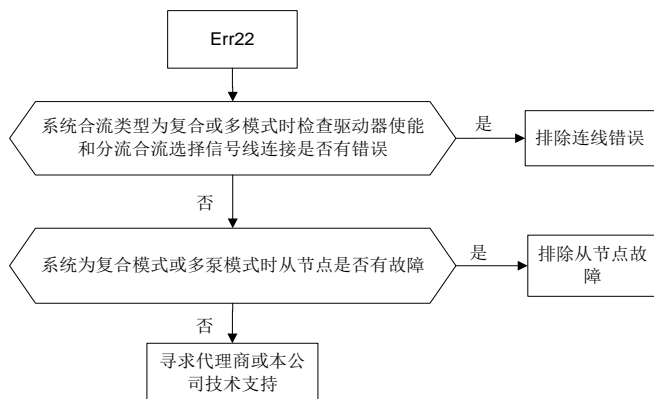 Err22
系统合流类型为复合或多模式时检查驱动器使能
和分流合流选择信号线连接是否有错误
是
排除连线错误
否
系统为复合模式或多泵模式时从节点是否有故障
是
排除从节点故
障
否
寻求代理商或本公
司技术支持